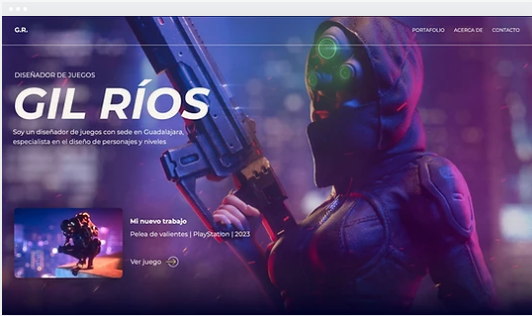 G.R.
PORTAFOLIO ACERCA DE CONTACTO
DISEÑADOR DE JUEGOS
GIL RÍOS
Soy un diseñador de juegos con sede en Guadalajara,
especialista en el diseño de personajes y niveles
Mi nuevo trabajo
Pelea de valientes | PlayStation | 2023
Ver juego